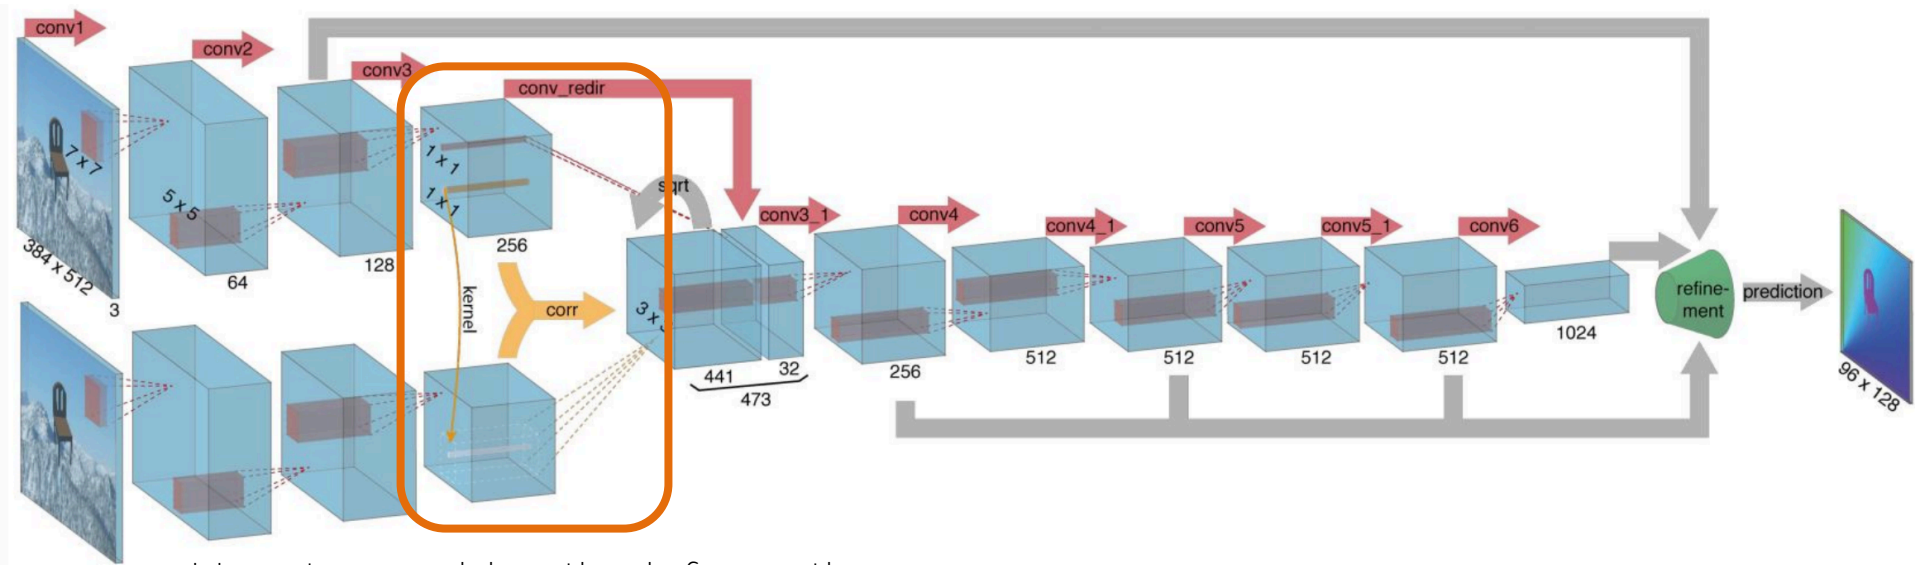 conv1
conv2
conv3
conv_redir
7 x 7
5 x 5
1 x 1
1 x 1
384 x 512
3
64
128
256
kernel
corr
sqrt
3 x
441
32
473
conv3_1
conv4
conv4_1
conv5
conv5_1
conv6
256
512
512
512
512
1024
refine-
ment
prediction
96 x 128